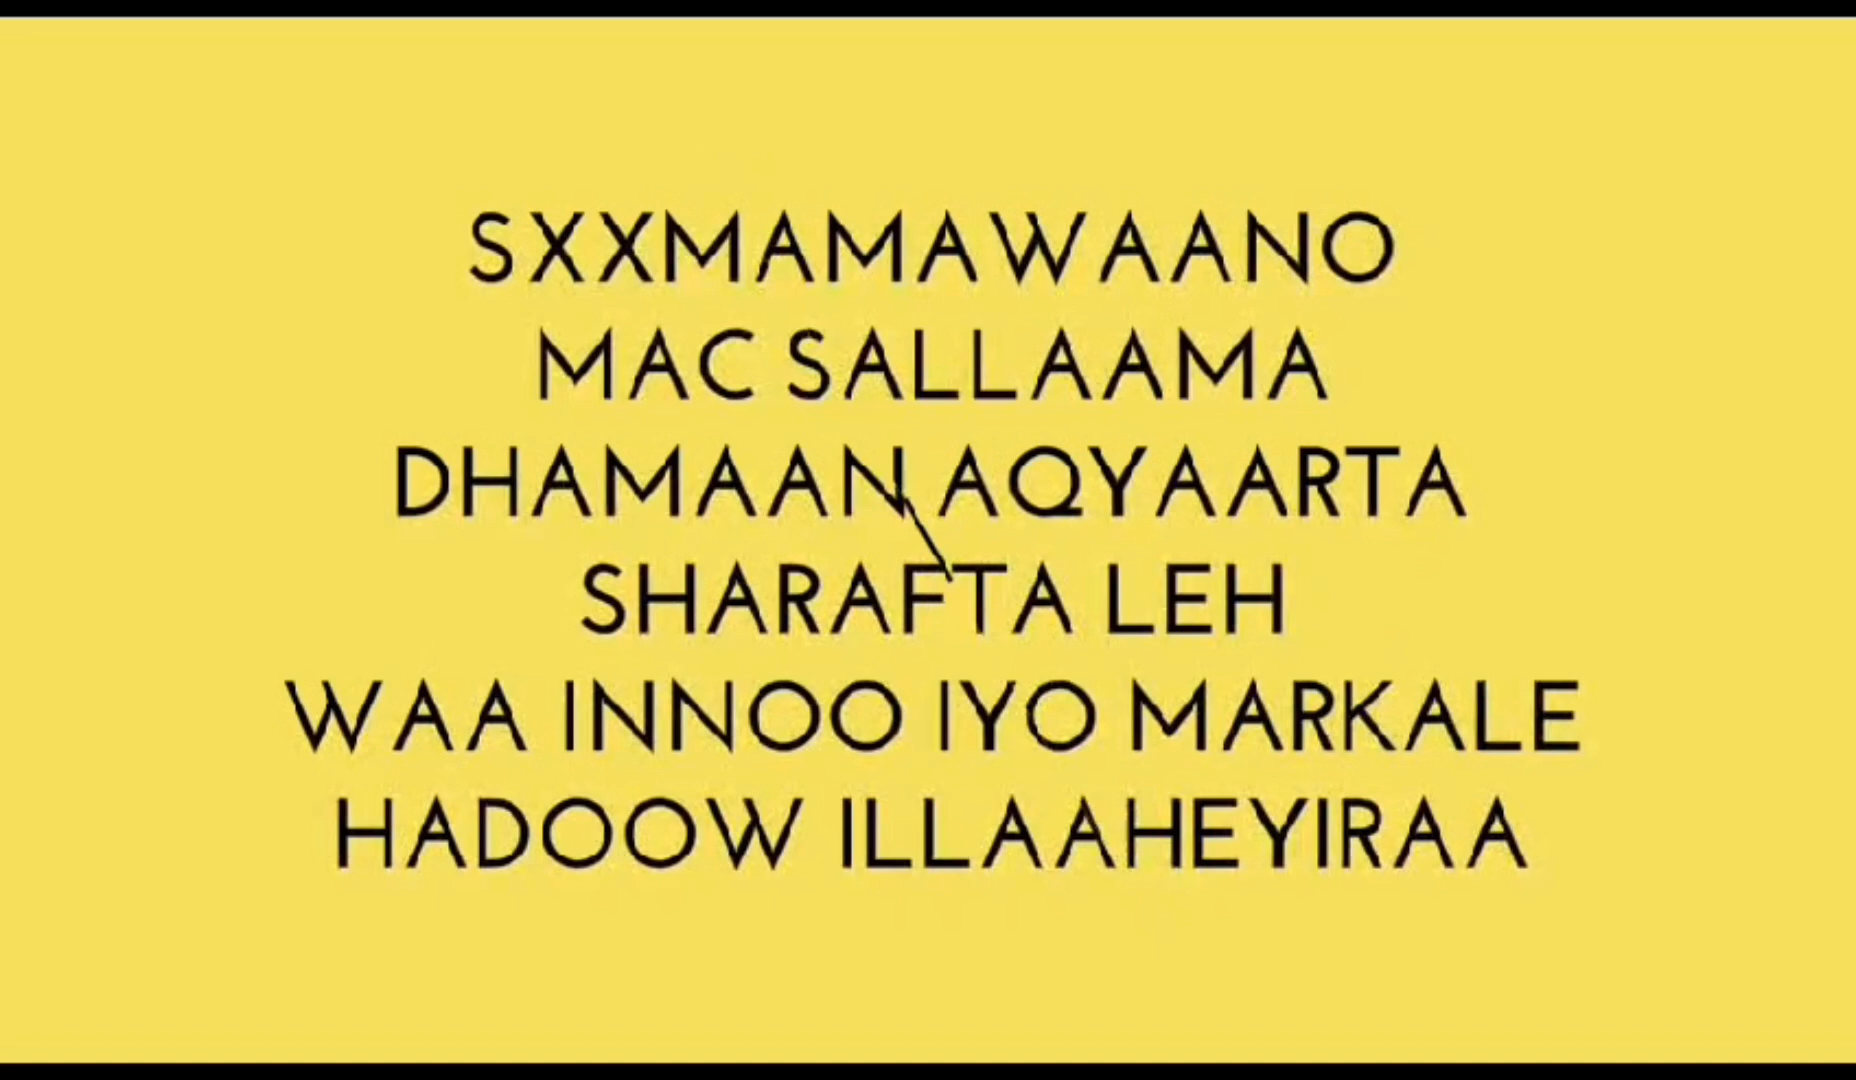 SXXMAMAWAANO
MAC SALLAAMA
DHAMAAN AQYAARTA
SHARAFTA LEH
WAA INNOO IYO MARKALE
HADOOW ILLAAHEYIRAA